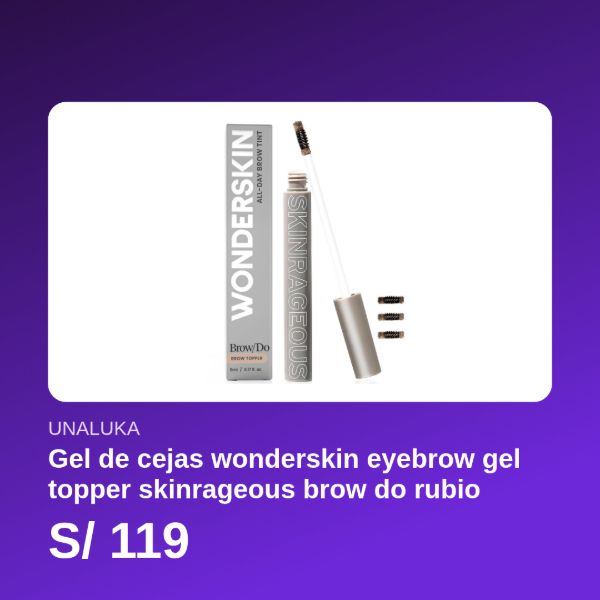 WONDERSKIN
ALL-DAY BROW TINT
Brow/Do
BROW TOPPER
SKINRAGEOUS
UNALUKA
Gel de cejas wonderskin eyebrow gel
topper skinrageous brow do rubio
S/ 119